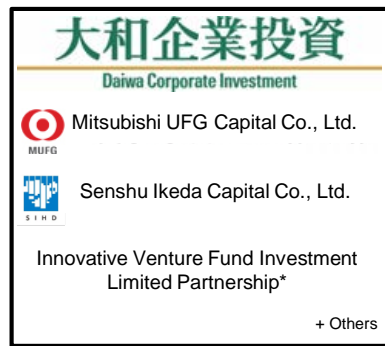 大和企業投資
Daiwa Corporate Investment
Mitsubishi UFG Capital Co., Ltd.
MUFG
Senshu Ikeda Capital Co., Ltd.
SIHD
Innovative Venture Fund Investment
Limited Partnership*
+ Others